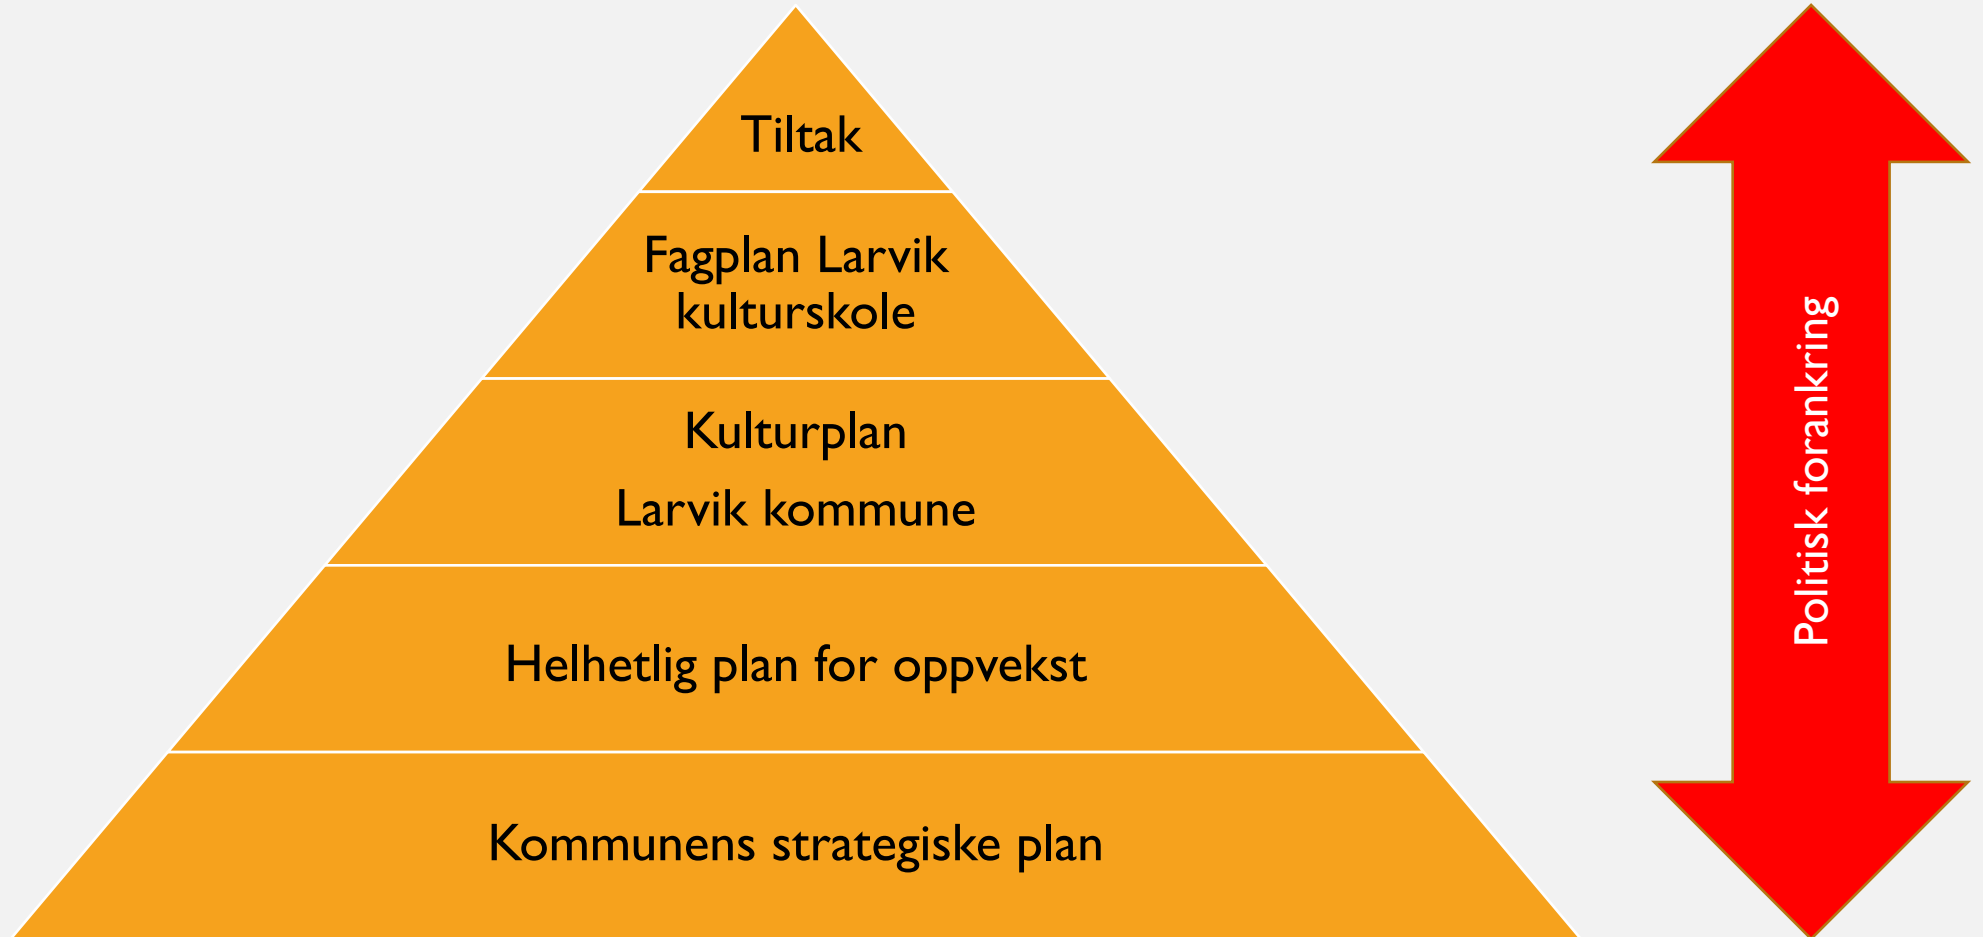 Tiltak
Fagplan Larvik
kulturskole
Kulturplan
Larvik kommune
Helhetlig plan for oppvekst
Kommunens strategiske plan
Politisk forankring